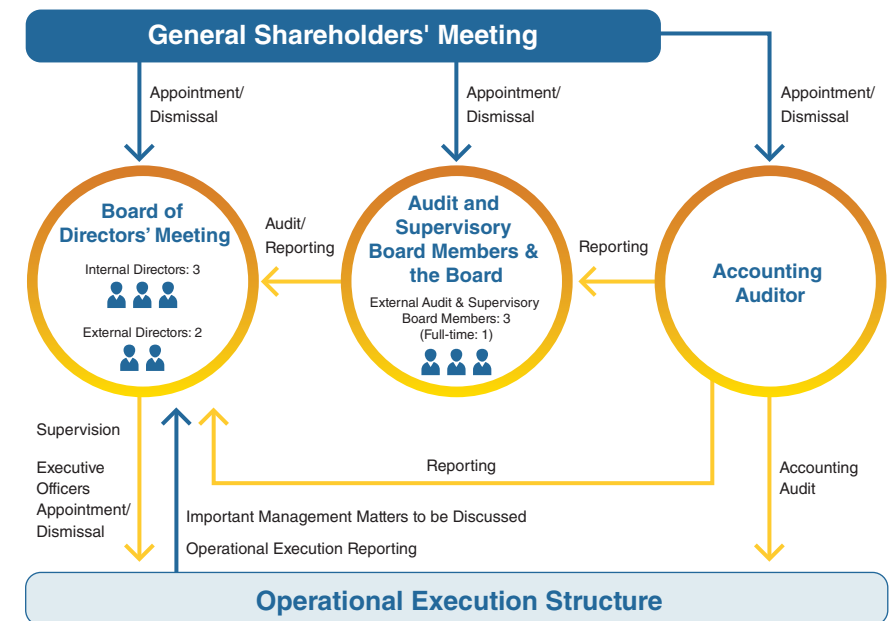 General Shareholders' Meeting
Appointment/
Dismissal
Appointment/
Dismissal
Appointment/
Dismissal
Board of
Directors’ Meeting
Internal Directors: 3
External Directors: 2
Audit/
Reporting
Audit and
Supervisory
Board Members &
the Board
External Audit & Supervisory
Board Members: 3
(Full-time: 1)
Reporting
Accounting
Auditor
Supervision
Executive
Officers
Appointment/
Dismissal
Important Management Matters to be Discussed
Operational Execution Reporting
Reporting
Accounting
Audit
Operational Execution Structure